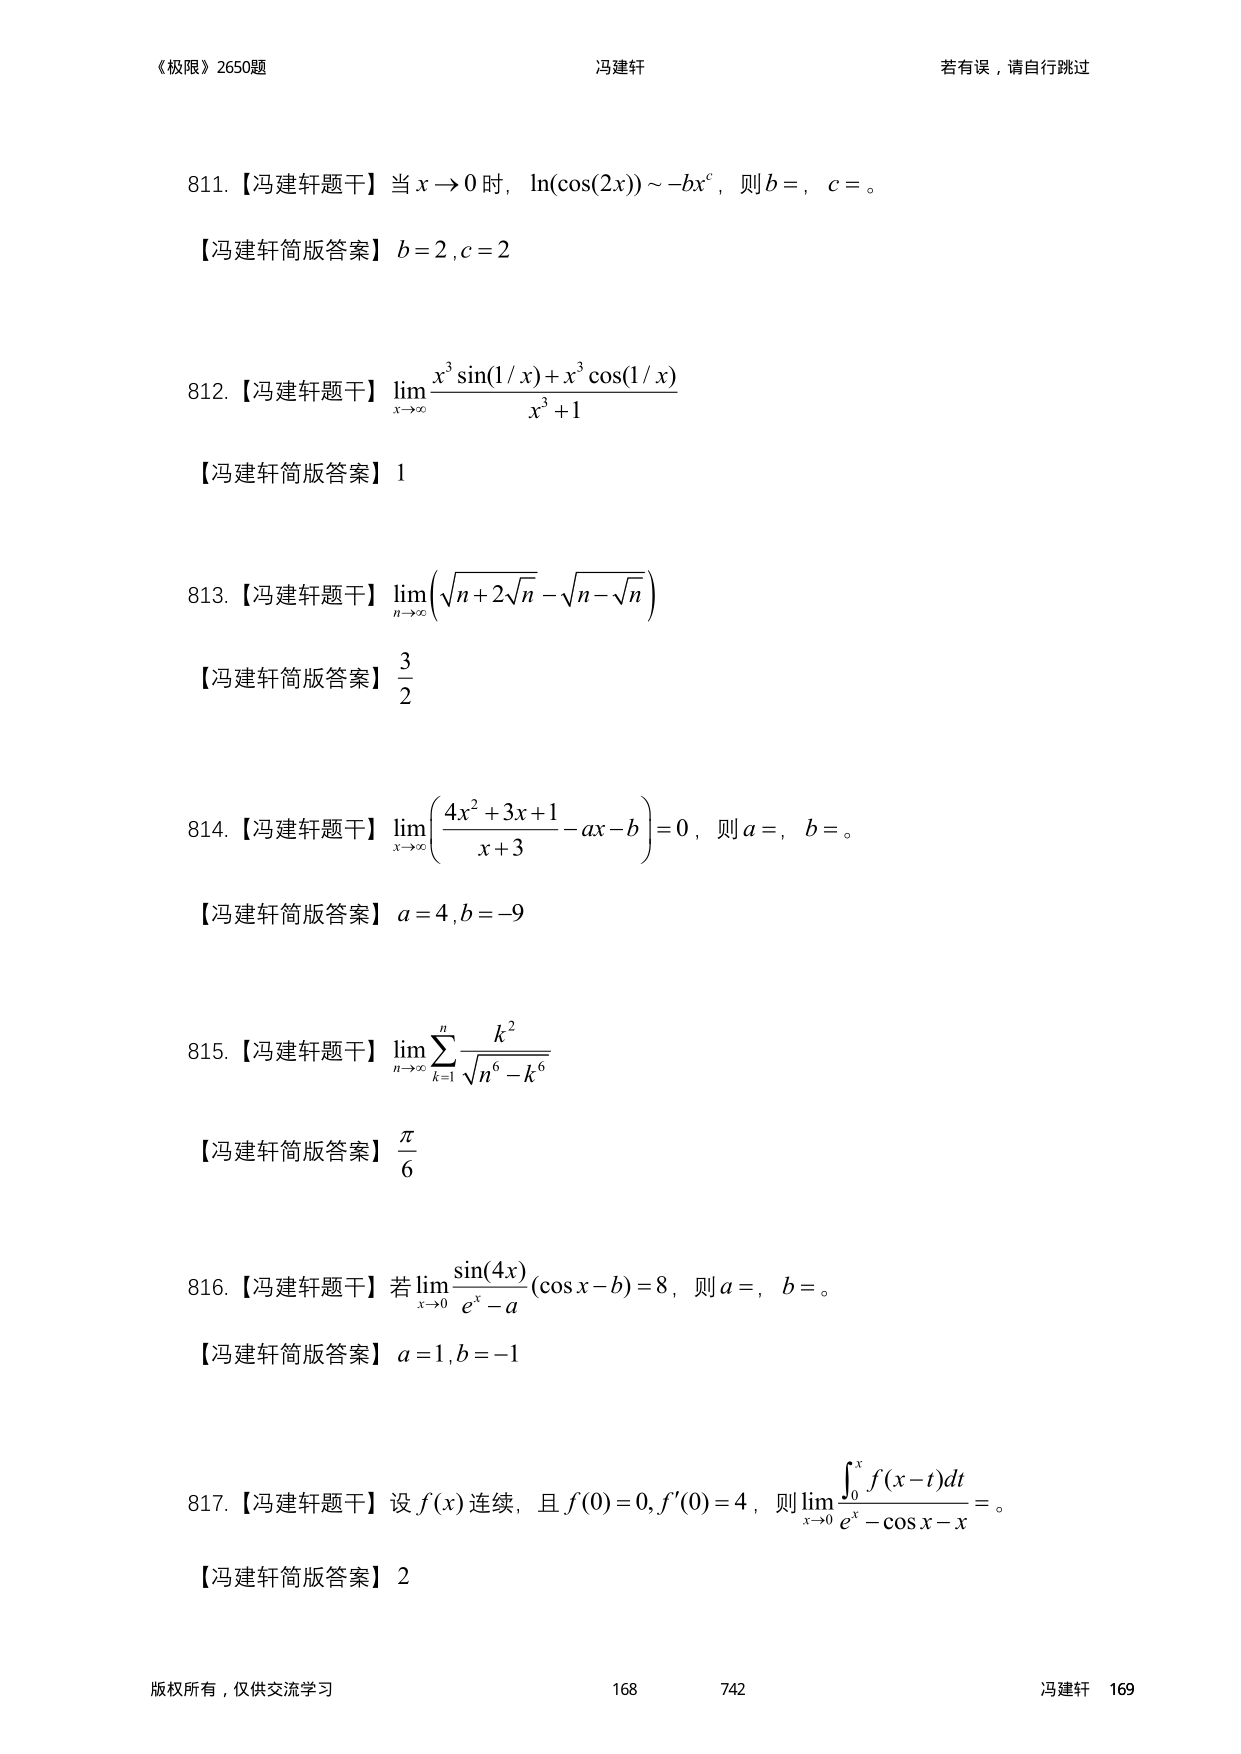 《极限》2650题 冯建轩 若有误，请自行跳过
811.【冯建轩题干】当 x → 0 时， ln(cos(2x)) ~ −bx^c，则 b =， c = 。
【冯建轩简版答案】 b = 2 , c = 2
812.【冯建轩题干】 lim_{x→∞} (x^3 sin(1/x) + x^3 cos(1/x))/(x^3 + 1)
【冯建轩简版答案】 1
813.【冯建轩题干】 lim_{n→∞} (√(n + 2√n) − √(n − √n))
【冯建轩简版答案】 3/2
814.【冯建轩题干】 lim_{x→∞} ((4x^2 + 3x + 1)/(x + 3) − ax − b) = 0，则 a =， b = 。
【冯建轩简版答案】 a = 4 , b = −9
815.【冯建轩题干】 lim_{n→∞} ∑_{k=1}^{n} k^2/√(n^6 − k^6)
【冯建轩简版答案】 π/6
816.【冯建轩题干】若 lim_{x→0} sin(4x)/(e^x − a) (cos x − b) = 8，则 a =， b = 。
【冯建轩简版答案】 a = 1 , b = −1
817.【冯建轩题干】设 f(x) 连续，且 f(0) = 0, f′(0) = 4，则 lim_{x→0} (∫_0^x f(x − t)dt)/(e^x − cos x − x) = 。
【冯建轩简版答案】 2
版权所有，仅供交流学习 168 742 冯建轩 169